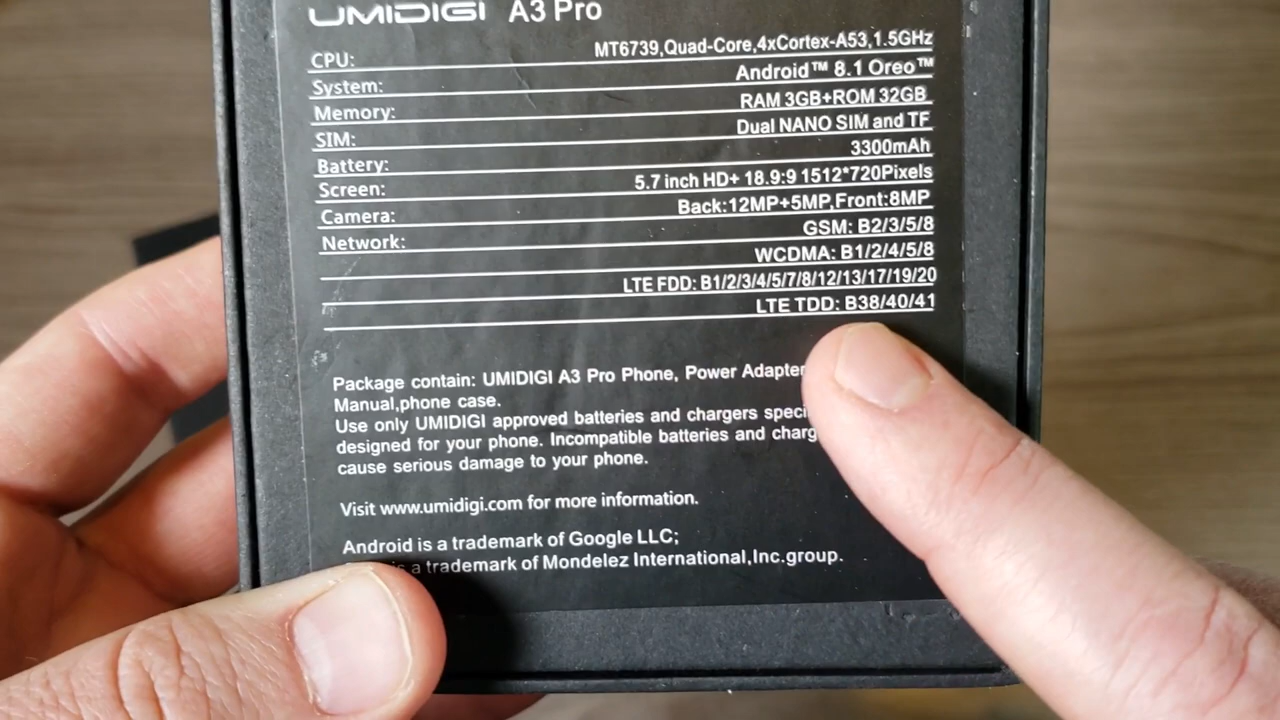 UMIDIGI A3 Pro
CPU: MT6739,Quad-Core,4xCortex-A53,1.5GHz
System: Android™ 8.1 Oreo™
Memory: RAM 3GB+ROM 32GB
SIM: Dual NANO SIM and TF
Battery: 3300mAh
Screen: 5.7 inch HD+ 18.9:9 1512*720Pixels
Camera: Back:12MP+5MP,Front:8MP
Network: GSM: B2/3/5/8
WCDMA: B1/2/4/5/8
LTE FDD: B1/2/3/4/5/7/8/12/13/17/19/20
LTE TDD: B38/40/41
Package contain: UMIDIGI A3 Pro Phone, Power Adapter
Manual,phone case.
Use only UMIDIGI approved batteries and chargers
designed for your phone. Incompatible batteries and
cause serious damage to your phone.
Visit www.umidigi.com for more information.
Android is a trademark of Google LLC;
is a trademark of Mondelez International,Inc.group.